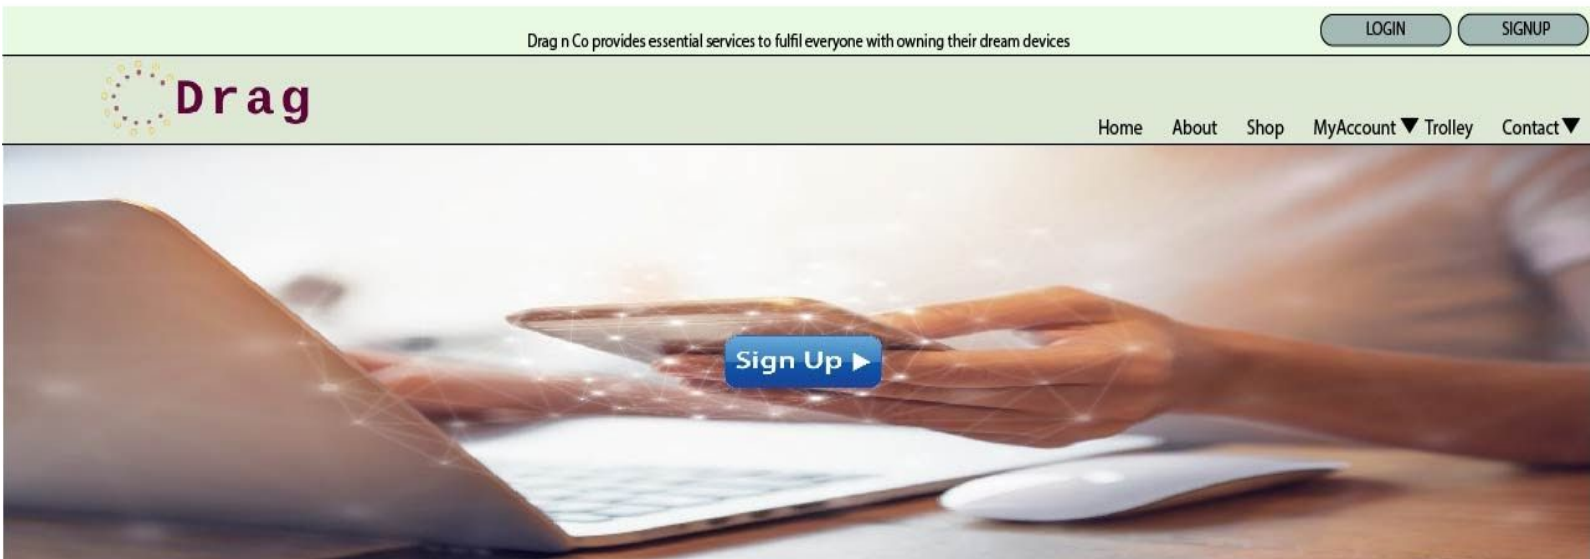 Drag n Co provides essential services to fulfil everyone with owning their dream devices
LOGIN
SIGNUP
Drag
Home About Shop MyAccount ▼ Trolley Contact ▼
Sign Up ▶